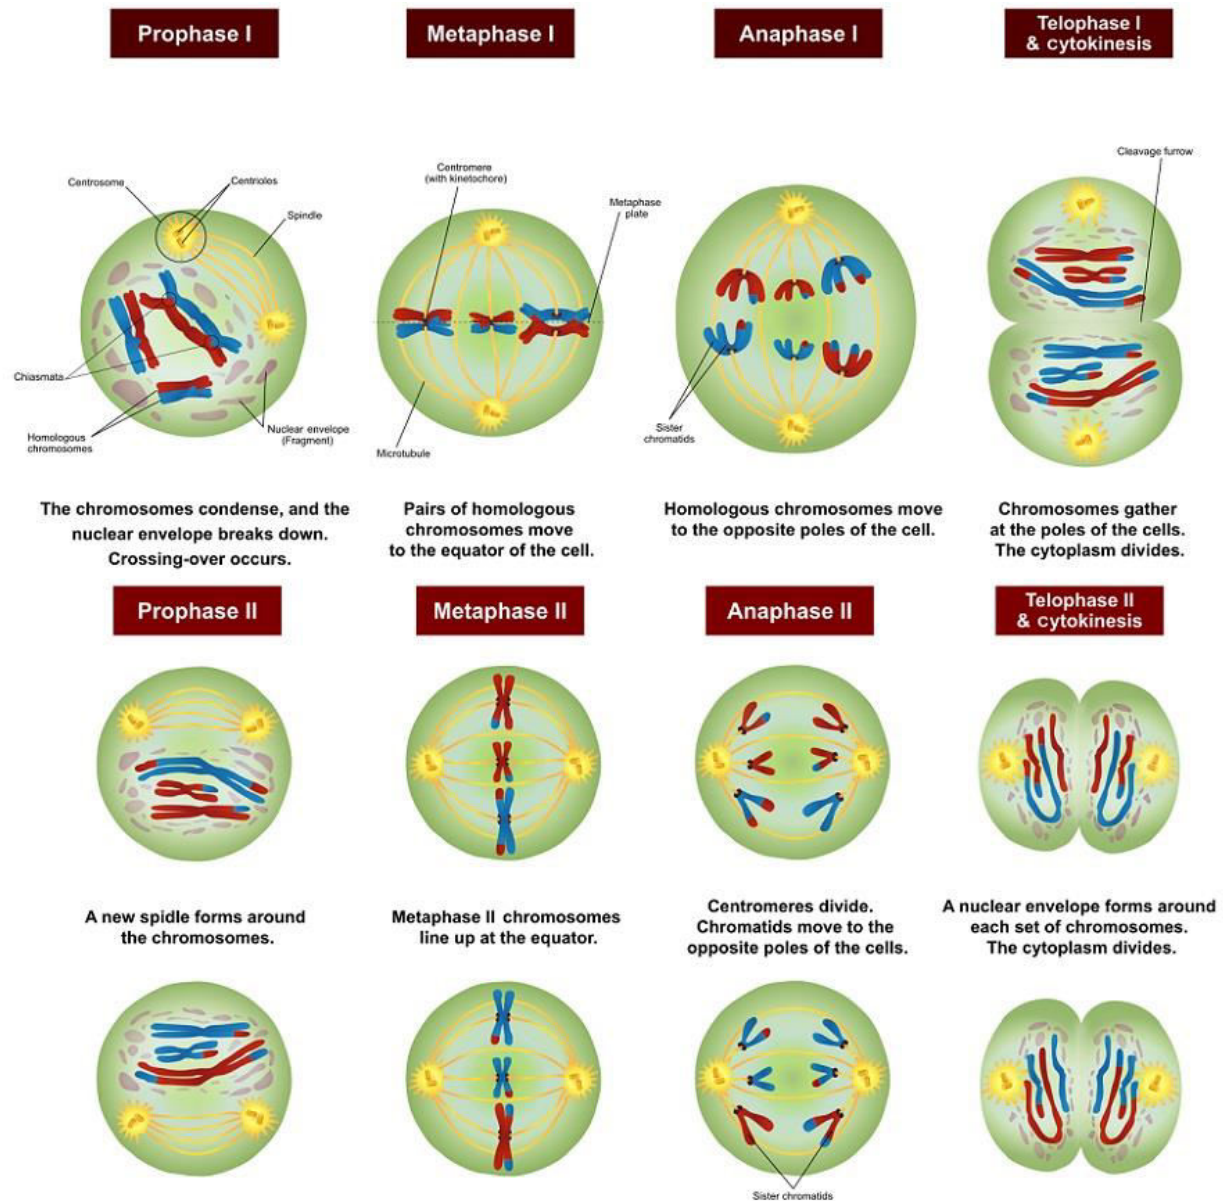 Prophase I
Metaphase I
Anaphase I
Telophase I
& cytokinesis
Centrosome
Centrioles
Spindle
Chiasmata
Homologous
chromosomes
Nuclear envelope
(Fragment)
Centromere
(with kinetochore)
Metaphase
plate
Microtubule
Sister
chromatids
Cleavage furrow
The chromosomes condense, and the
nuclear envelope breaks down.
Crossing-over occurs.
Pairs of homologous
chromosomes move
to the equator of the cell.
Homologous chromosomes move
to the opposite poles of the cell.
Chromosomes gather
at the poles of the cells.
The cytoplasm divides.
Prophase II
Metaphase II
Anaphase II
Telophase II
& cytokinesis
A new spidle forms around
the chromosomes.
Metaphase II chromosomes
line up at the equator.
Centromeres divide.
Chromatids move to the
opposite poles of the cells.
A nuclear envelope forms around
each set of chromosomes.
The cytoplasm divides.
Sister chromatids